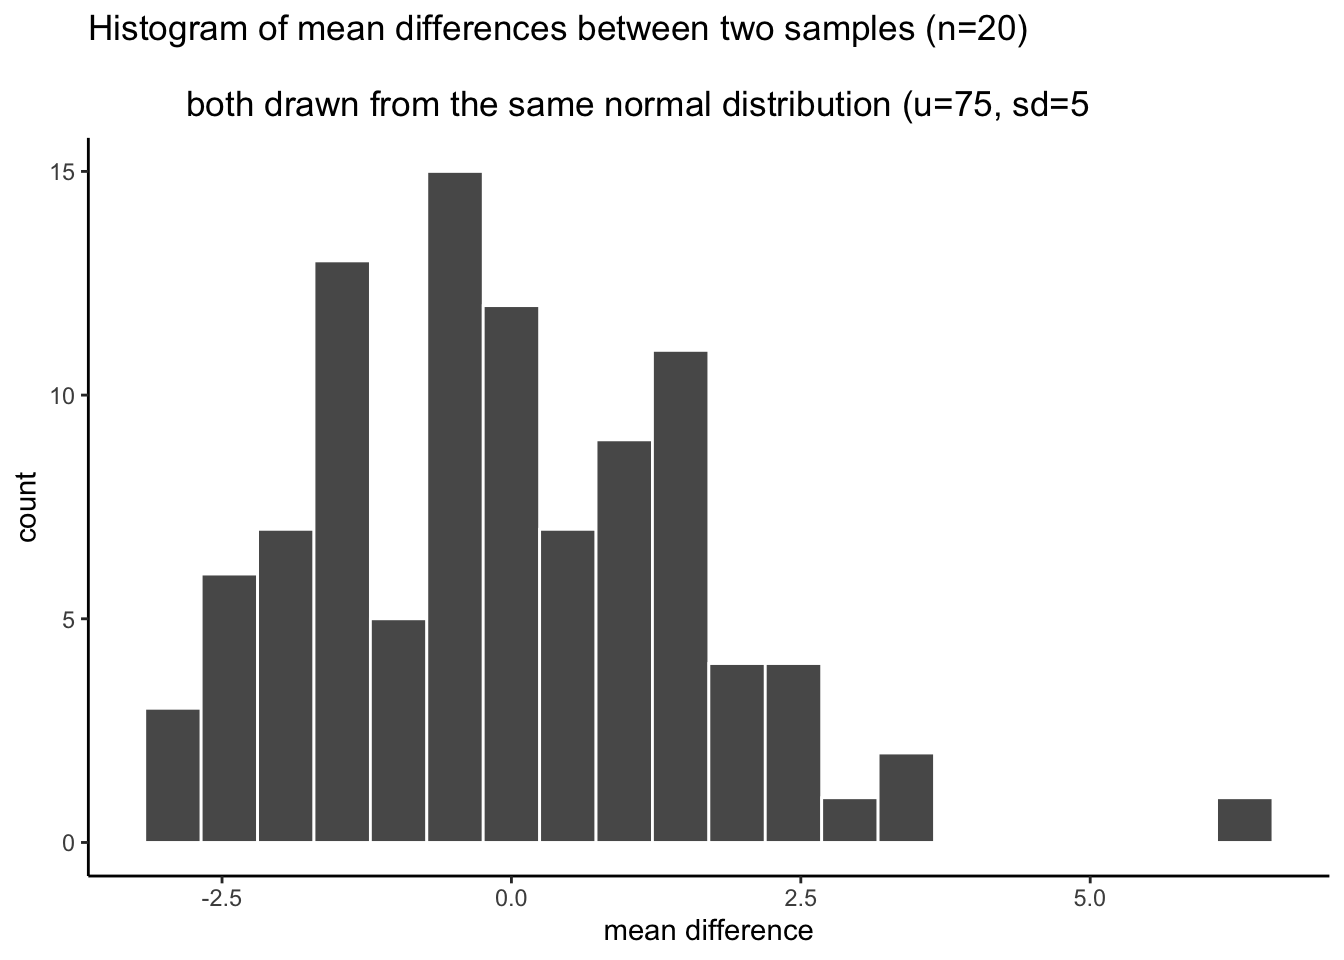 Histogram of mean differences between two samples (n=20)
both drawn from the same normal distribution (u=75, sd=5
15
10
5
0
count
-2.5 0.0 2.5 5.0
mean difference